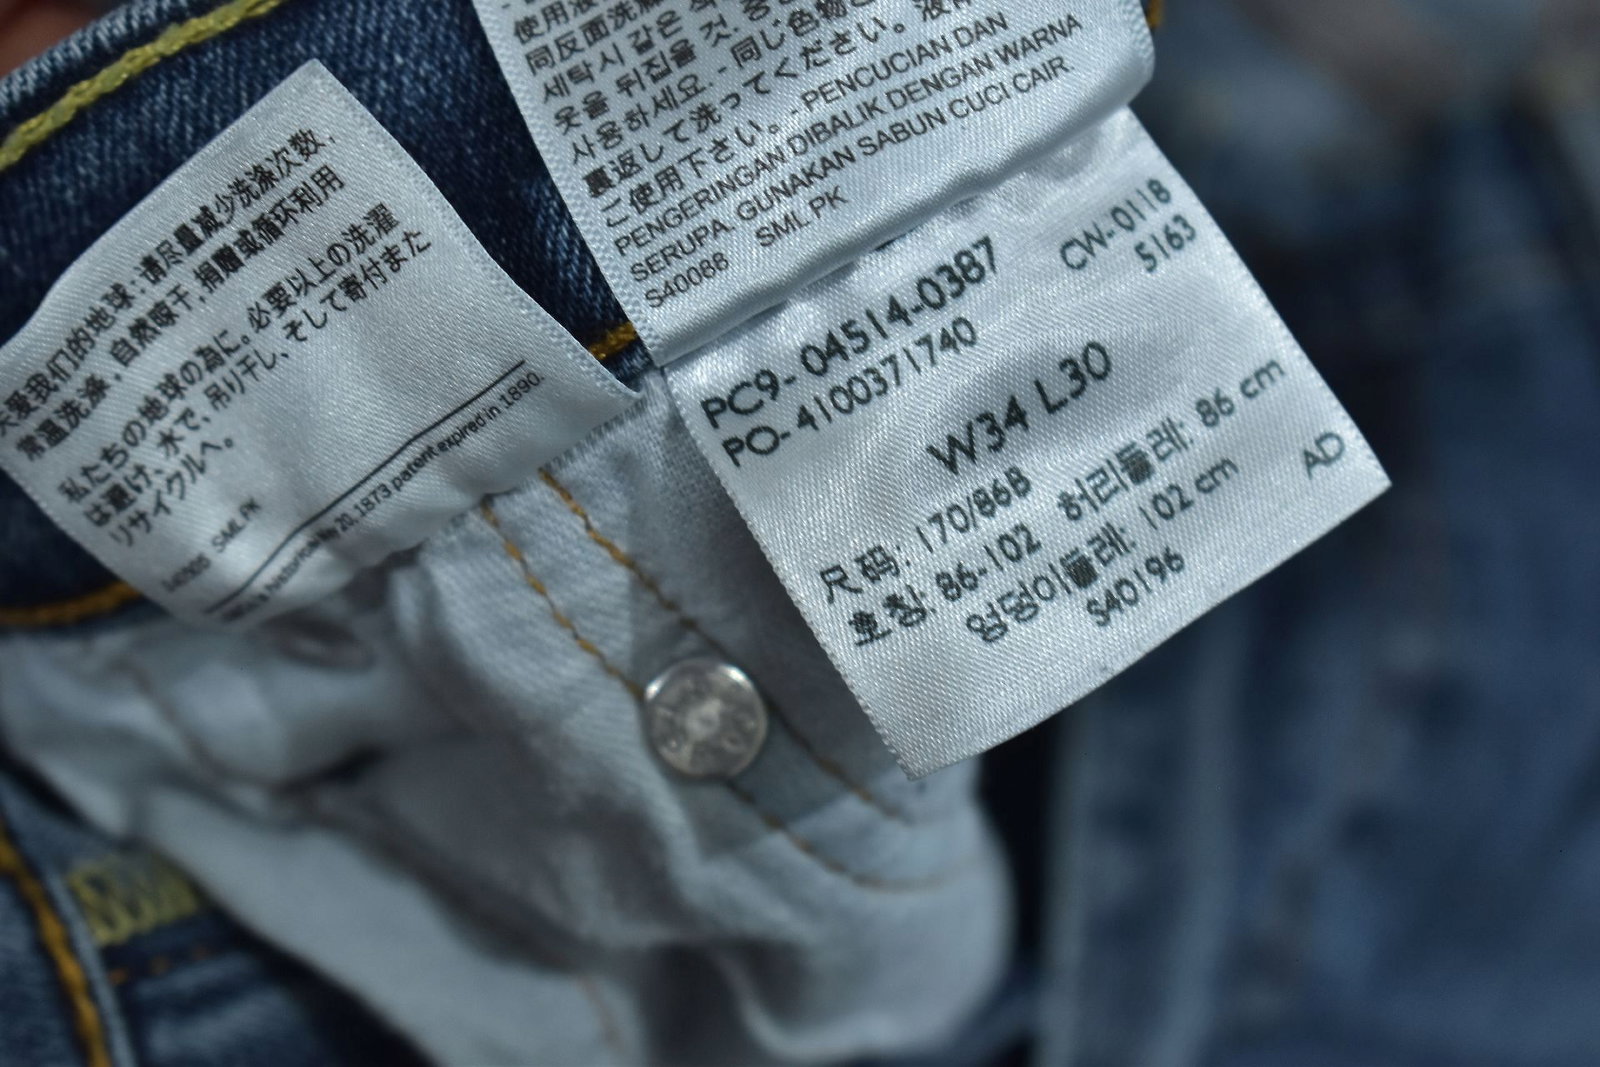 关爱我们的地球：请尽量减少洗涤次数，
常温洗涤，自然晾干，捐赠或循环利用
私たちの地球の為に。必要以上の洗濯
は避け、水で、吊り干し、そして寄付また
リサイクルへ。
SML.PK
No 20, 1873 patent expired in 1890.
使用液
同反面洗涤
세탁시 같은 색
옷을 뒤집을 것.
사용하세요. - 同じ色物と
裏返して洗ってください。液体
ご使用下さい。 - PENCUCIAN DAN
PENGERINGAN DIBALIK DENGAN WARNA
SERUPA. GUNAKAN SABUN CUCI CAIR
S40088 SML.PK
CW-0118
PC9- 04514-0387 5163
PO- 4100371740
W34 L30
尺码: 170/86B
호칭: 86-102 허리둘레: 86 cm
엉덩이둘레: 102 cm AD
S40196